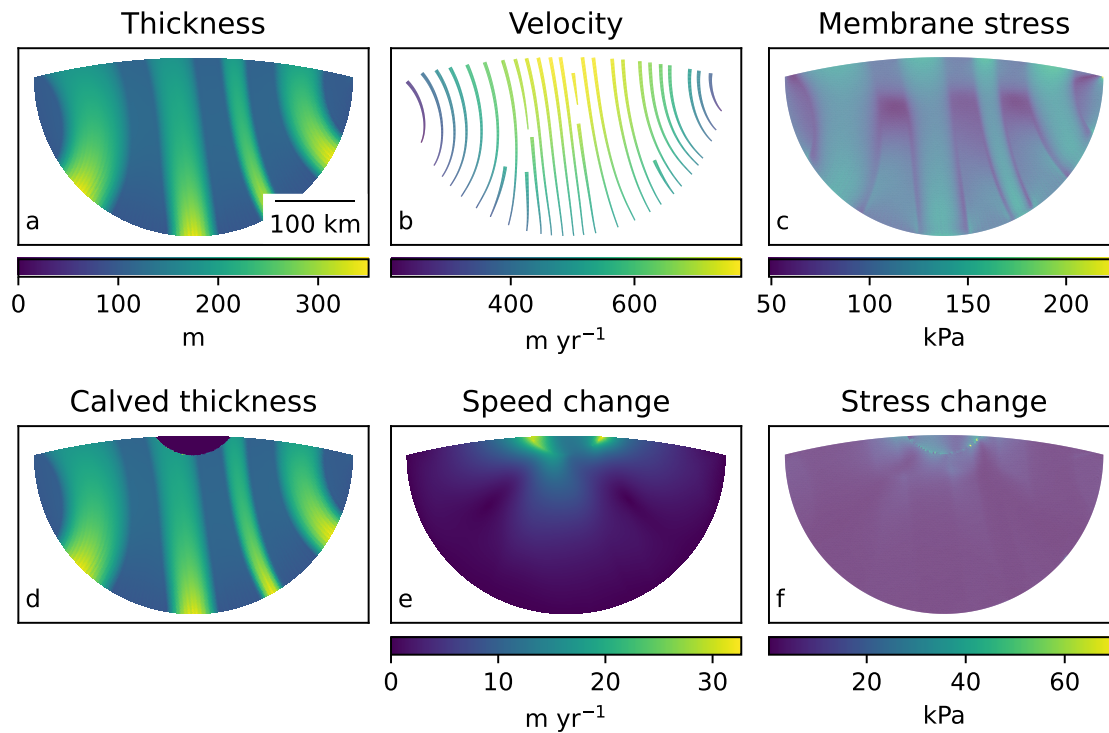 Thickness
Velocity
Membrane stress
a
100 km
b
c
0 100 200 300
m
400 600
m yr⁻¹
50 100 150 200
kPa
Calved thickness
Speed change
Stress change
d
e
f
0 10 20 30
m yr⁻¹
20 40 60
kPa